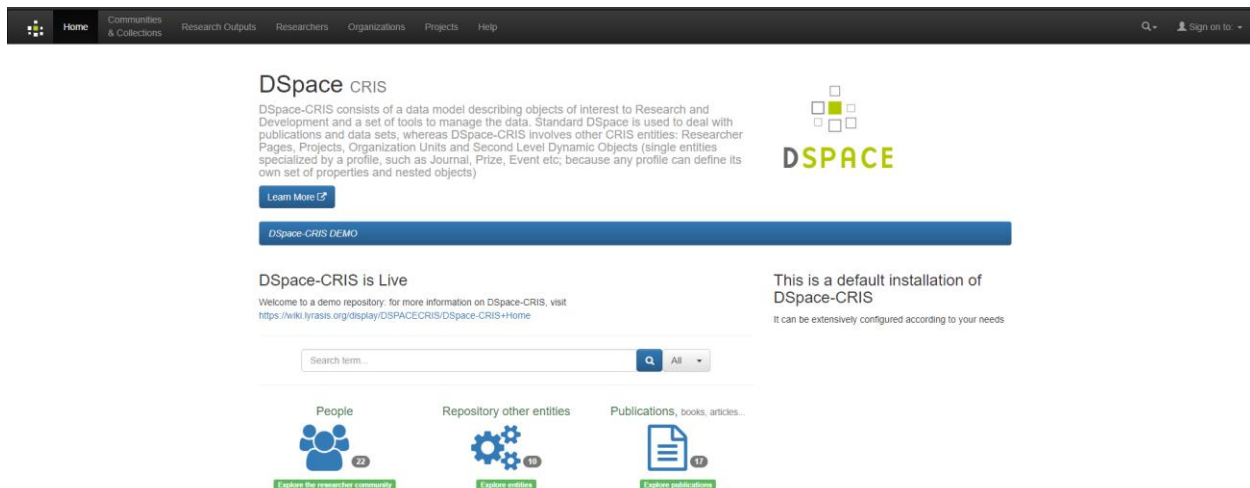 Home
Communities
& Collections
Research Outputs
Researchers
Organizations
Projects
Help
Sign on to:
DSpace CRIS
DSpace-CRIS consists of a data model describing objects of interest to Research and
Development and a set of tools to manage the data. Standard DSpace is used to deal with
publications and data sets, whereas DSpace-CRIS involves other CRIS entities: Researcher
Pages, Projects, Organization Units and Second Level Dynamic Objects (single entities
specialized by a profile, such as Journal, Prize, Event etc; because any profile can define its
own set of properties and nested objects)
Learn More
DSPACE
DSpace-CRIS DEMO
DSpace-CRIS is Live
Welcome to a demo repository: for more information on DSpace-CRIS, visit
https://wiki.lyrasis.org/display/DSPACECRIS/DSpace-CRIS+Home
This is a default installation of
DSpace-CRIS
It can be extensively configured according to your needs
Search term...
All
People
22
Explore the researcher community
Repository other entities
10
Explore entities
Publications, books, articles...
17
Explore publications